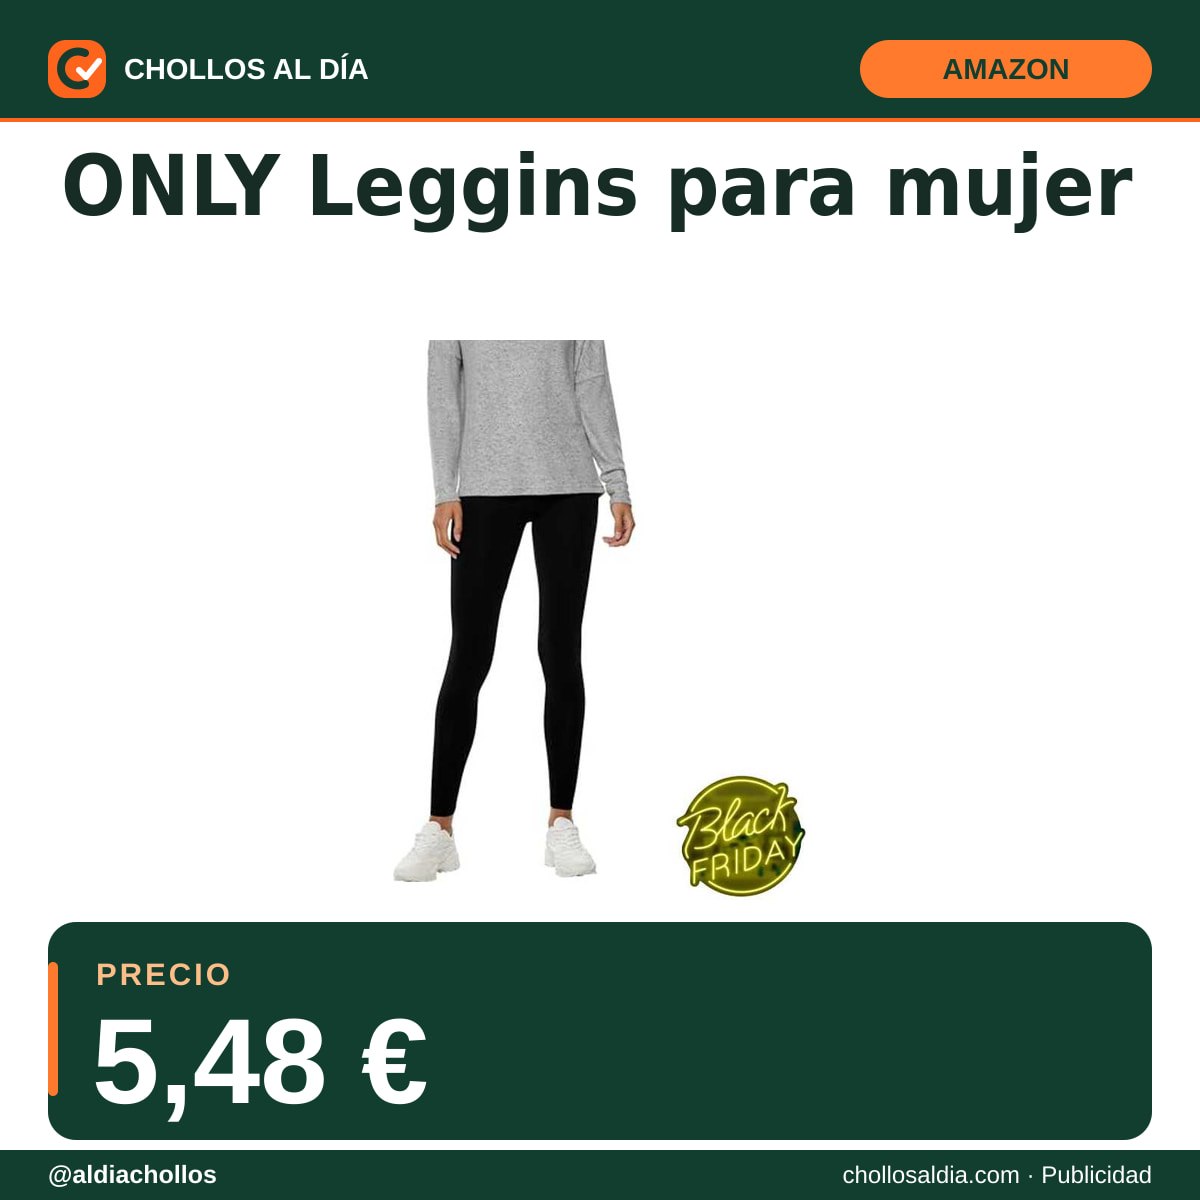 CHOLLOS AL DÍA
AMAZON
ONLY Leggins para mujer
Black
FRIDAY
PRECIO
5,48 €
@aldiachollos
chollosaldia.com · Publicidad